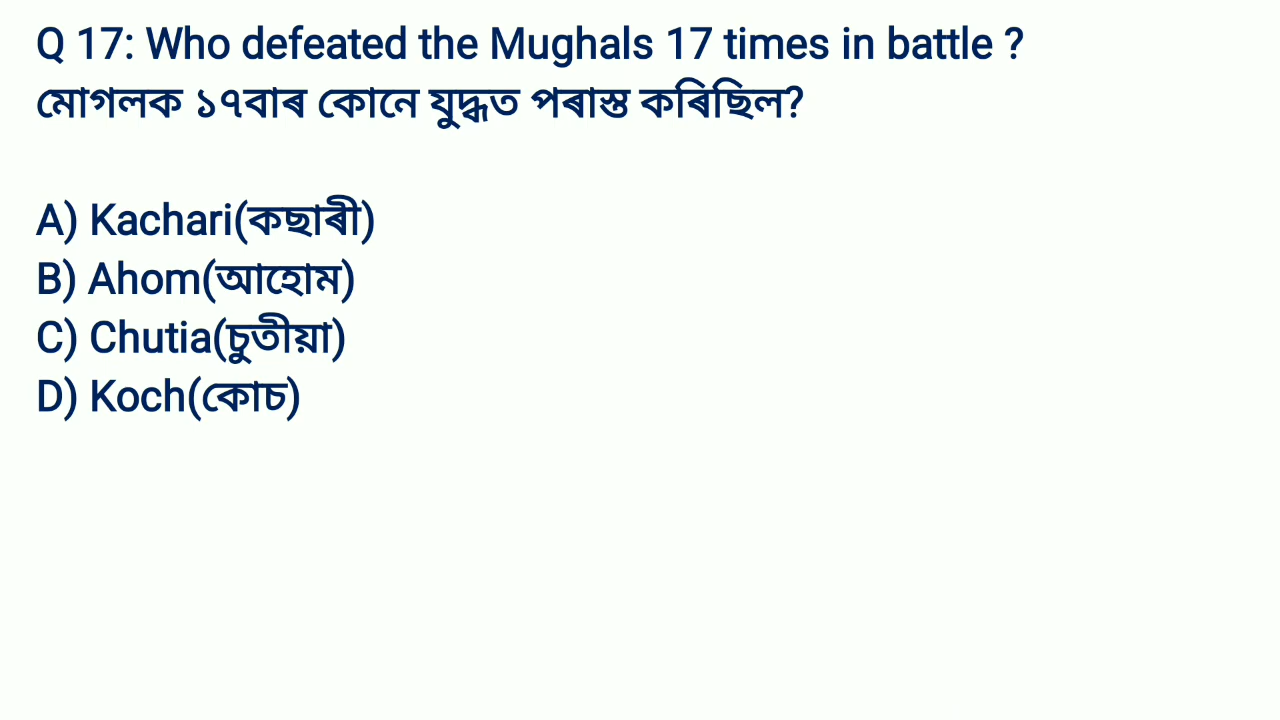 Q 17: Who defeated the Mughals 17 times in battle ?
মোগলক ১৭বাৰ কোনে যুদ্ধত পৰাস্ত কৰিছিল?
A) Kachari(কছাৰী)
B) Ahom(আহোম)
C) Chutia(চুতীয়া)
D) Koch(কোচ)